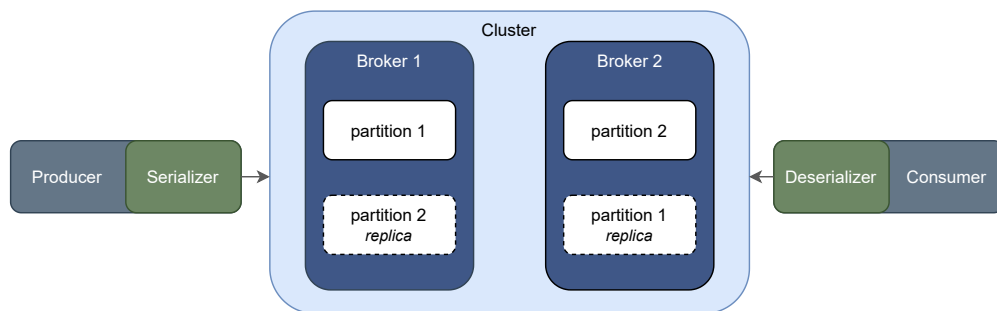 Cluster
Broker 1
Broker 2
partition 1
partition 2
Producer
Serializer
Deserializer
Consumer
partition 2
replica
partition 1
replica